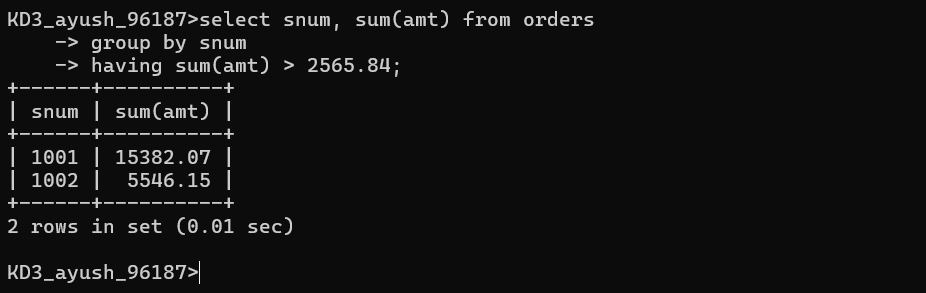 KD3_ayush_96187>select snum, sum(amt) from orders
    -> group by snum
    -> having sum(amt) > 2565.84;
+------+----------+
| snum | sum(amt) |
+------+----------+
| 1001 | 15382.07 |
| 1002 |  5546.15 |
+------+----------+
2 rows in set (0.01 sec)

KD3_ayush_96187>